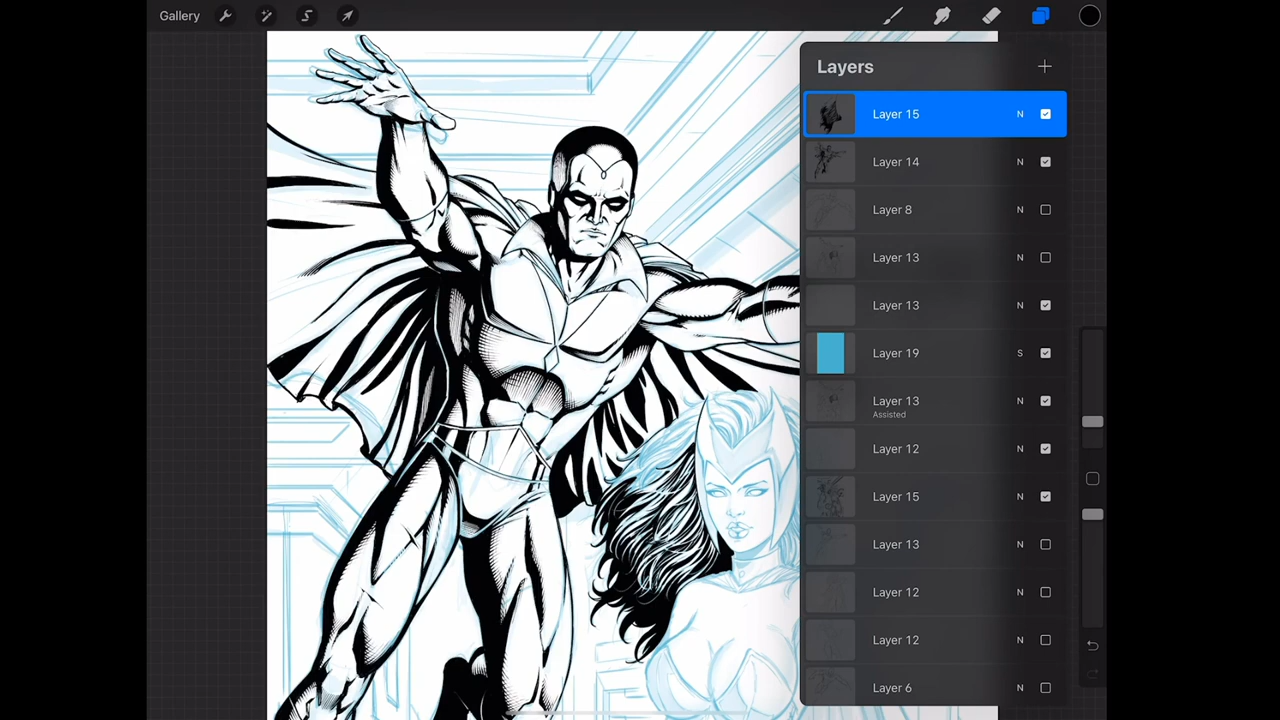 Gallery
Layers
Layer 15 N
Layer 14 N
Layer 8 N
Layer 13 N
Layer 13 N
Layer 19 S
Layer 13 N
Assisted
Layer 12 N
Layer 15 N
Layer 13 N
Layer 12 N
Layer 12 N
Layer 6 N